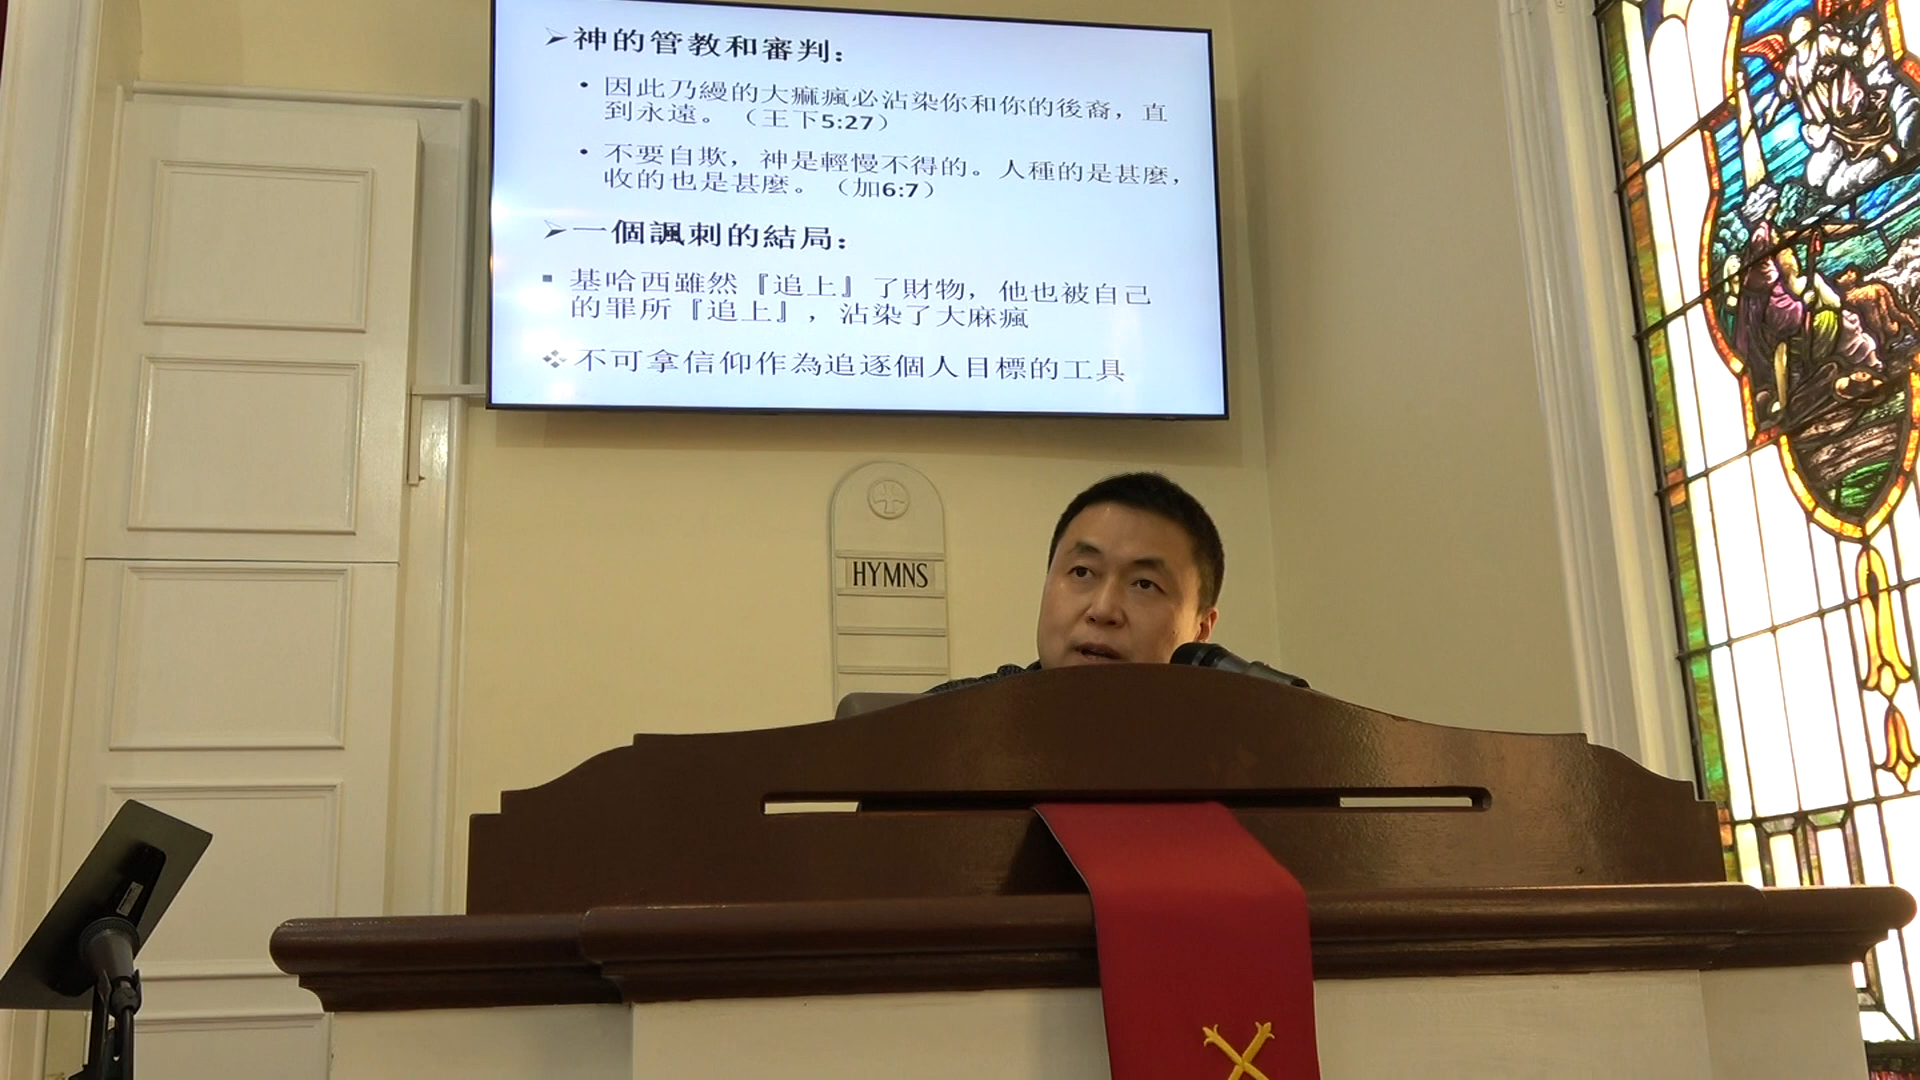 ➢神的管教和審判：
• 因此乃縵的大痲瘋必沾染你和你的後裔，直
到永遠。（王下5:27）
• 不要自欺，神是輕慢不得的。人種的是甚麼，
收的也是甚麼。（加6:7）
➢一個諷刺的結局：
▪ 基哈西雖然『追上』了財物，他也被自己
的罪所『追上』，沾染了大麻瘋
❖不可拿信仰作為追逐個人目標的工具
HYMNS